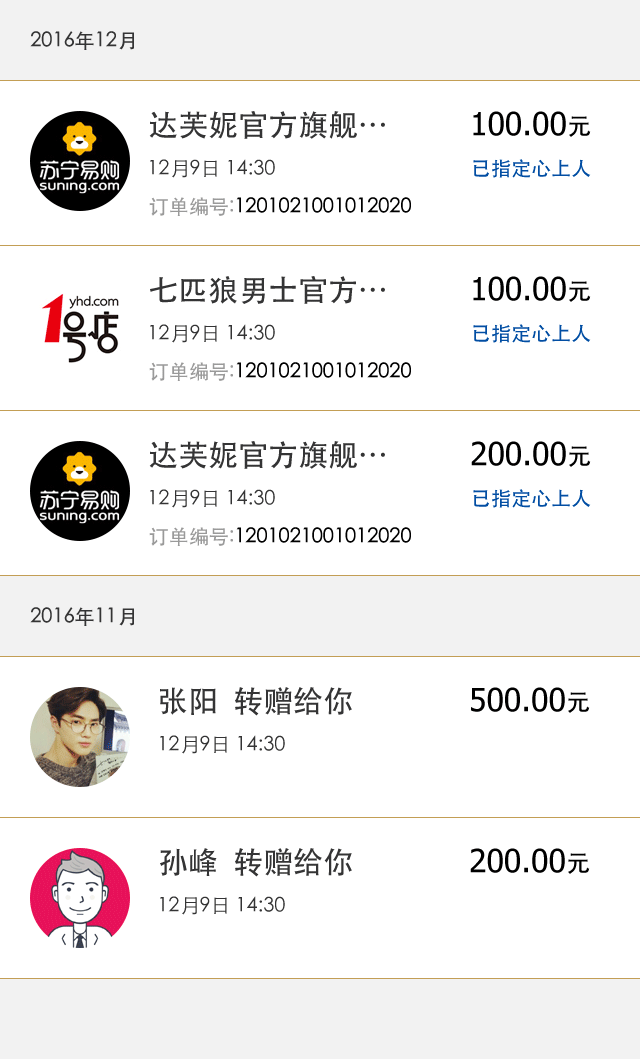 2016年12月
苏宁易购
suning.com
达芙妮官方旗舰…
100.00元
12月9日 14:30
已指定心上人
订单编号:1201021001012020
yhd.com
1号店
七匹狼男士官方…
100.00元
12月9日 14:30
已指定心上人
订单编号:1201021001012020
苏宁易购
suning.com
达芙妮官方旗舰…
200.00元
12月9日 14:30
已指定心上人
订单编号:1201021001012020
2016年11月
张阳 转赠给你
500.00元
12月9日 14:30
孙峰 转赠给你
200.00元
12月9日 14:30